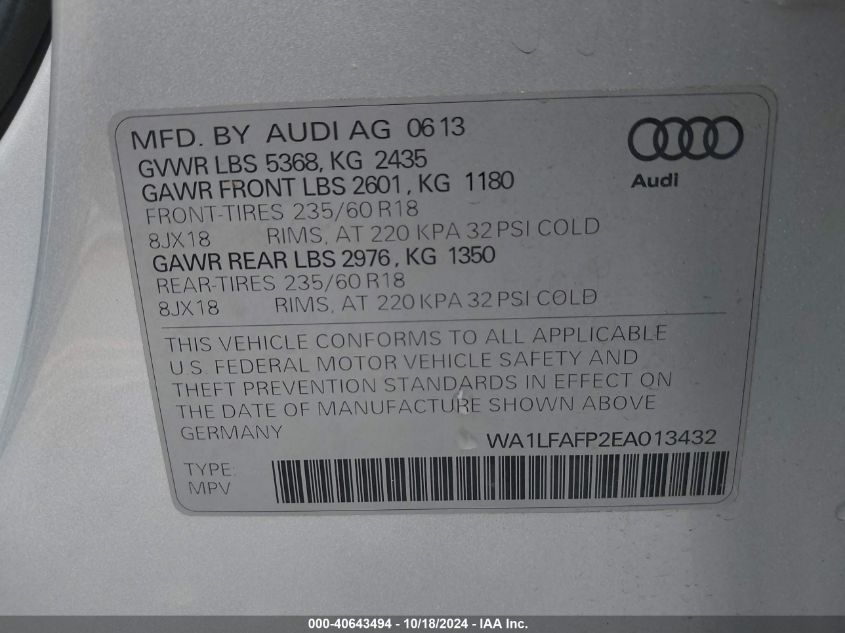 MFD. BY AUDI AG 06 13
GVWR LBS 5368, KG 2435
GAWR FRONT LBS 2601, KG 1180
FRONT-TIRES 235/60 R18
8JX18 RIMS, AT 220 KPA 32 PSI COLD
GAWR REAR LBS 2976, KG 1350
REAR-TIRES 235/60 R18
8JX18 RIMS, AT 220 KPA 32 PSI COLD
Audi
THIS VEHICLE CONFORMS TO ALL APPLICABLE
U.S. FEDERAL MOTOR VEHICLE SAFETY AND
THEFT PREVENTION STANDARDS IN EFFECT ON
THE DATE OF MANUFACTURE SHOWN ABOVE
GERMANY
WA1LFAFP2EA013432
TYPE:
MPV
000-40643494 - 10/18/2024 - IAA Inc.